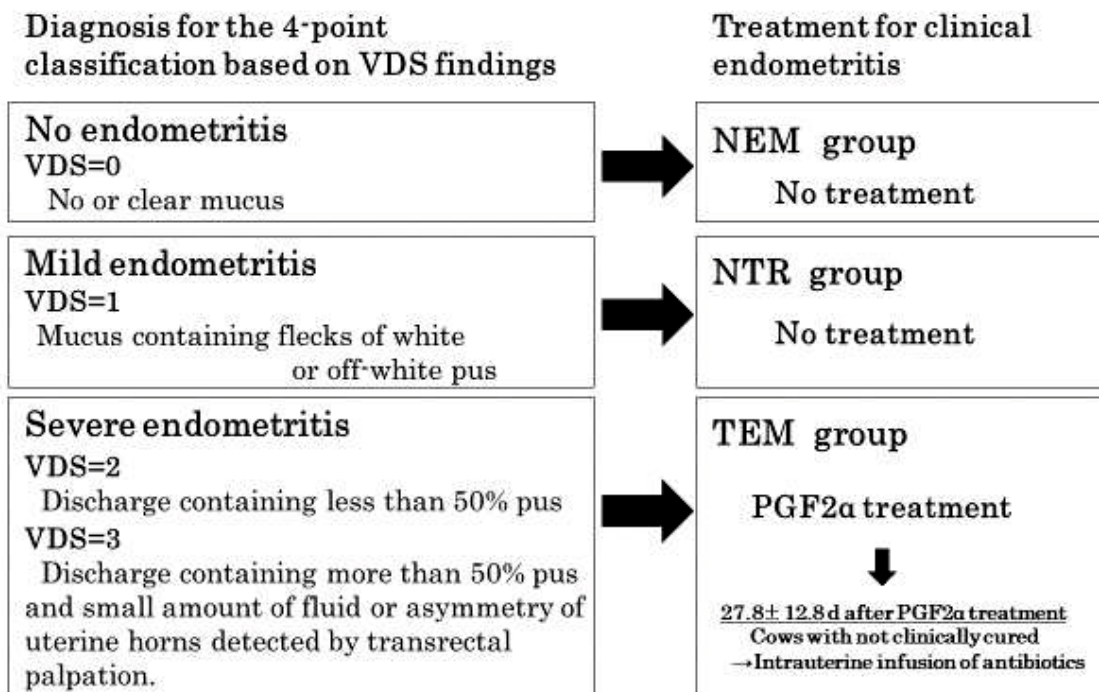 Diagnosis for the 4-point
classification based on VDS findings
Treatment for clinical
endometritis
No endometritis
VDS=0
No or clear mucus
NEM group
No treatment
Mild endometritis
VDS=1
Mucus containing flecks of white
or off-white pus
NTR group
No treatment
Severe endometritis
VDS=2
Discharge containing less than 50% pus
VDS=3
Discharge containing more than 50% pus
and small amount of fluid or asymmetry of
uterine horns detected by transrectal
palpation.
TEM group
PGF2α treatment
27.8± 12.8 d after PGF2α treatment
Cows with not clinically cured
→Intrauterine infusion of antibiotics